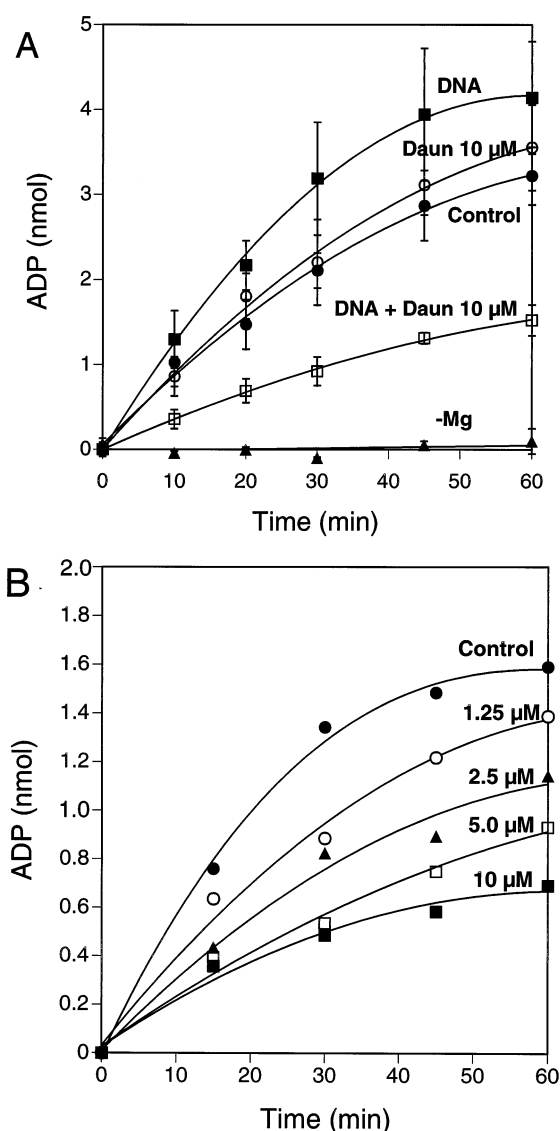 A
5
DNA
4
Daun 10 µM
3
Control
ADP (nmol)
2
DNA + Daun 10 µM
1
-Mg
0
0 10 20 30 40 50 60
Time (min)
B
2.0
1.8
Control
1.6
1.4
1.25 µM
1.2
2.5 µM
ADP (nmol)
1.0
5.0 µM
0.8
10 µM
0.6
0.4
0.2
0
0 10 20 30 40 50 60
Time (min)